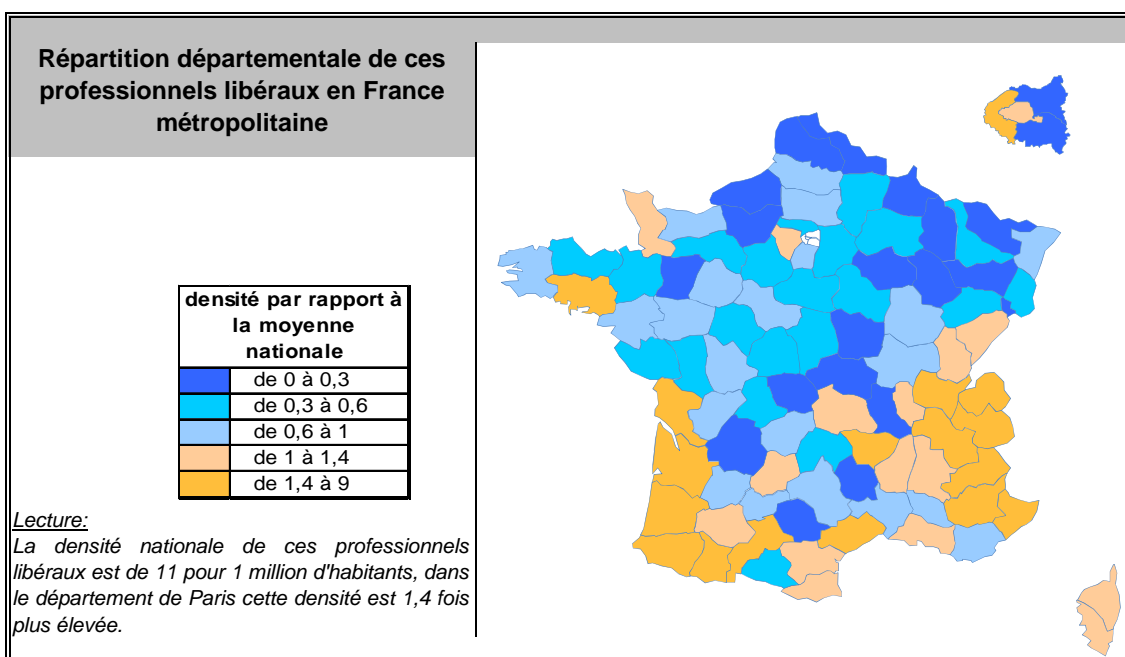 Répartition départementale de ces
professionnels libéraux en France
métropolitaine
densité par rapport à
la moyenne
nationale
de 0 à 0,3
de 0,3 à 0,6
de 0,6 à 1
de 1 à 1,4
de 1,4 à 9
Lecture:
La densité nationale de ces professionnels
libéraux est de 11 pour 1 million d'habitants, dans
le département de Paris cette densité est 1,4 fois
plus élevée.